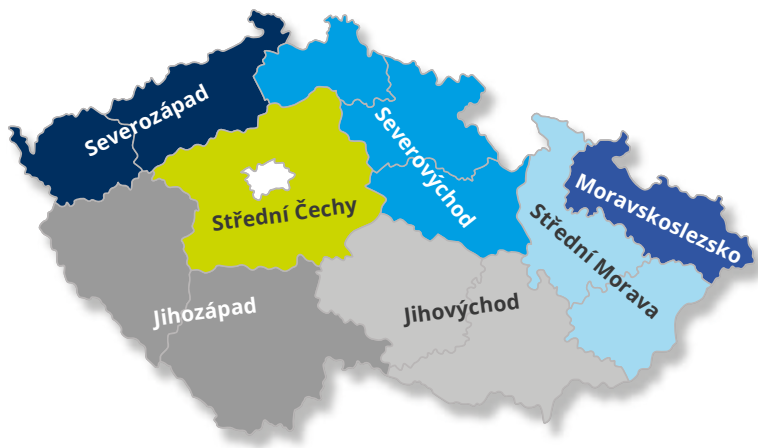 Severozápad
Severovýchod
Střední Čechy
Moravskoslezsko
Střední Morava
Jihozápad
Jihovýchod